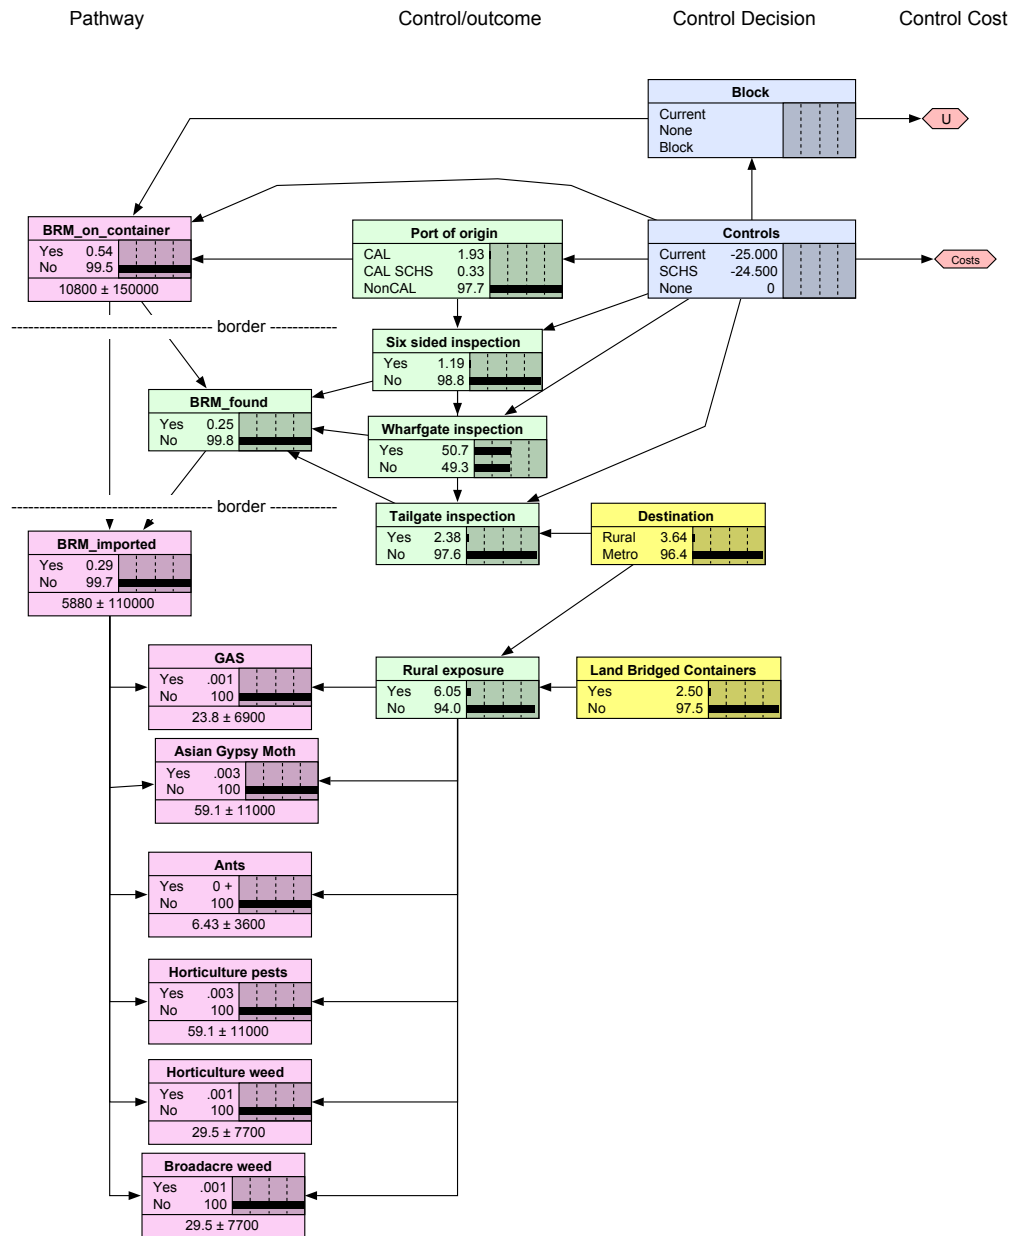 Pathway
Control/outcome
Control Decision
Control Cost
Block
Current
None
Block
U
BRM_on_container
Yes 0.54
No 99.5
10800 ± 150000
Port of origin
CAL 1.93
CAL SCHS 0.33
NonCAL 97.7
Controls
Current -25.000
SCHS -24.500
None 0
Costs
border
Six sided inspection
Yes 1.19
No 98.8
BRM_found
Yes 0.25
No 99.8
Wharfgate inspection
Yes 50.7
No 49.3
border
Tailgate inspection
Yes 2.38
No 97.6
Destination
Rural 3.64
Metro 96.4
BRM_imported
Yes 0.29
No 99.7
5880 ± 110000
GAS
Yes .001
No 100
23.8 ± 6900
Rural exposure
Yes 6.05
No 94.0
Land Bridged Containers
Yes 2.50
No 97.5
Asian Gypsy Moth
Yes .003
No 100
59.1 ± 11000
Ants
Yes 0 +
No 100
6.43 ± 3600
Horticulture pests
Yes .003
No 100
59.1 ± 11000
Horticulture weed
Yes .001
No 100
29.5 ± 7700
Broadacre weed
Yes .001
No 100
29.5 ± 7700